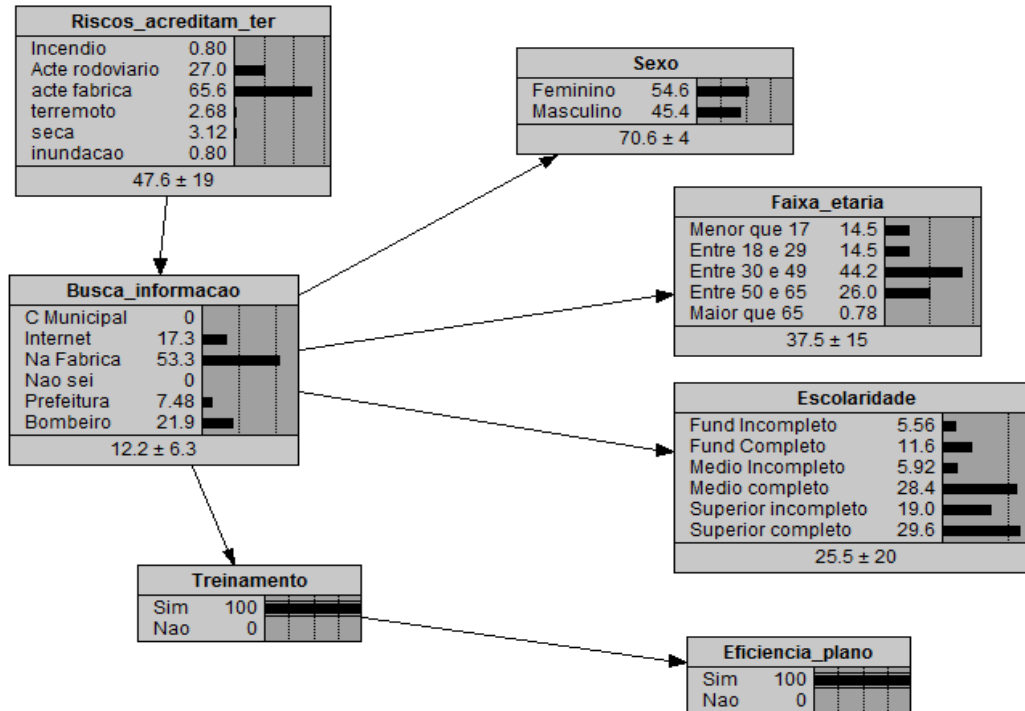 Riscos_acreditam_ter
Incendio 0.80
Acte rodoviario 27.0
acte fabrica 65.6
terremoto 2.68
seca 3.12
inundacao 0.80
47.6 ± 19
Sexo
Feminino 54.6
Masculino 45.4
70.6 ± 4
Faixa_etaria
Menor que 17 14.5
Entre 18 e 29 14.5
Entre 30 e 49 44.2
Entre 50 e 65 26.0
Maior que 65 0.78
37.5 ± 15
Busca_informacao
C Municipal 0
Internet 17.3
Na Fabrica 53.3
Nao sei 0
Prefeitura 7.48
Bombeiro 21.9
12.2 ± 6.3
Escolaridade
Fund Incompleto 5.56
Fund Completo 11.6
Medio Incompleto 5.92
Medio completo 28.4
Superior incompleto 19.0
Superior completo 29.6
25.5 ± 20
Treinamento
Sim 100
Nao 0
Eficiencia_plano
Sim 100
Nao 0